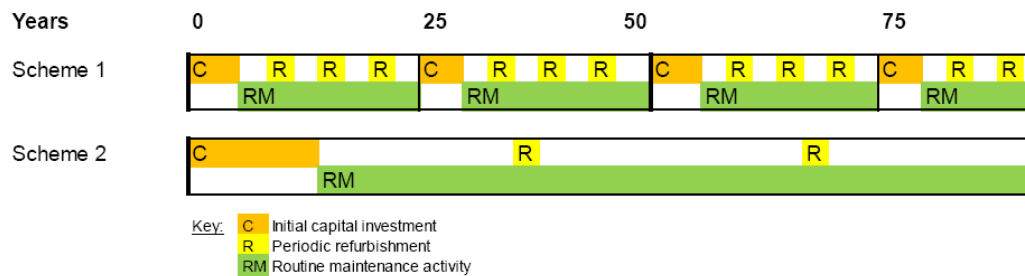 Years 0 25 50 75
Scheme 1 C R R R C R R R C R R R C R R
RM RM RM RM
Scheme 2 C R R
RM
Key: C Initial capital investment
R Periodic refurbishment
RM Routine maintenance activity